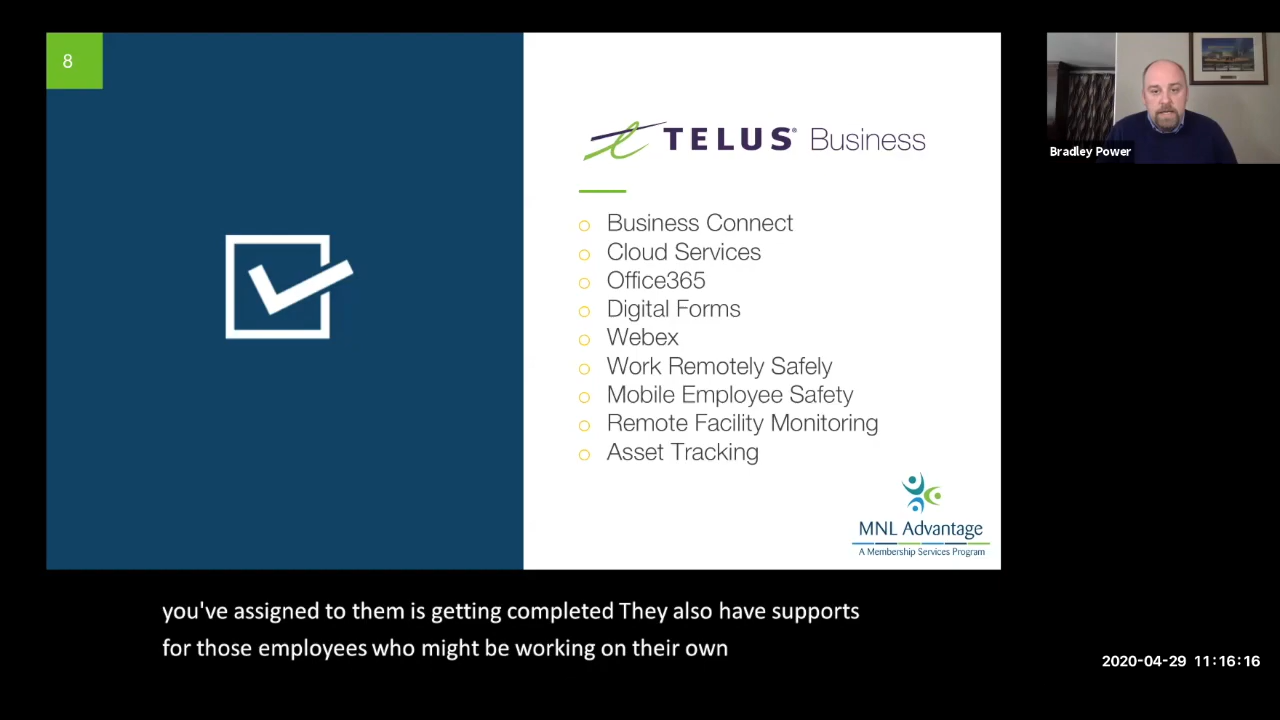 8
TELUS® Business
Business Connect
Cloud Services
Office365
Digital Forms
Webex
Work Remotely Safely
Mobile Employee Safety
Remote Facility Monitoring
Asset Tracking
MNL Advantage
A Membership Services Program
Bradley Power
you've assigned to them is getting completed They also have supports
for those employees who might be working on their own
2020-04-29 11:16:16